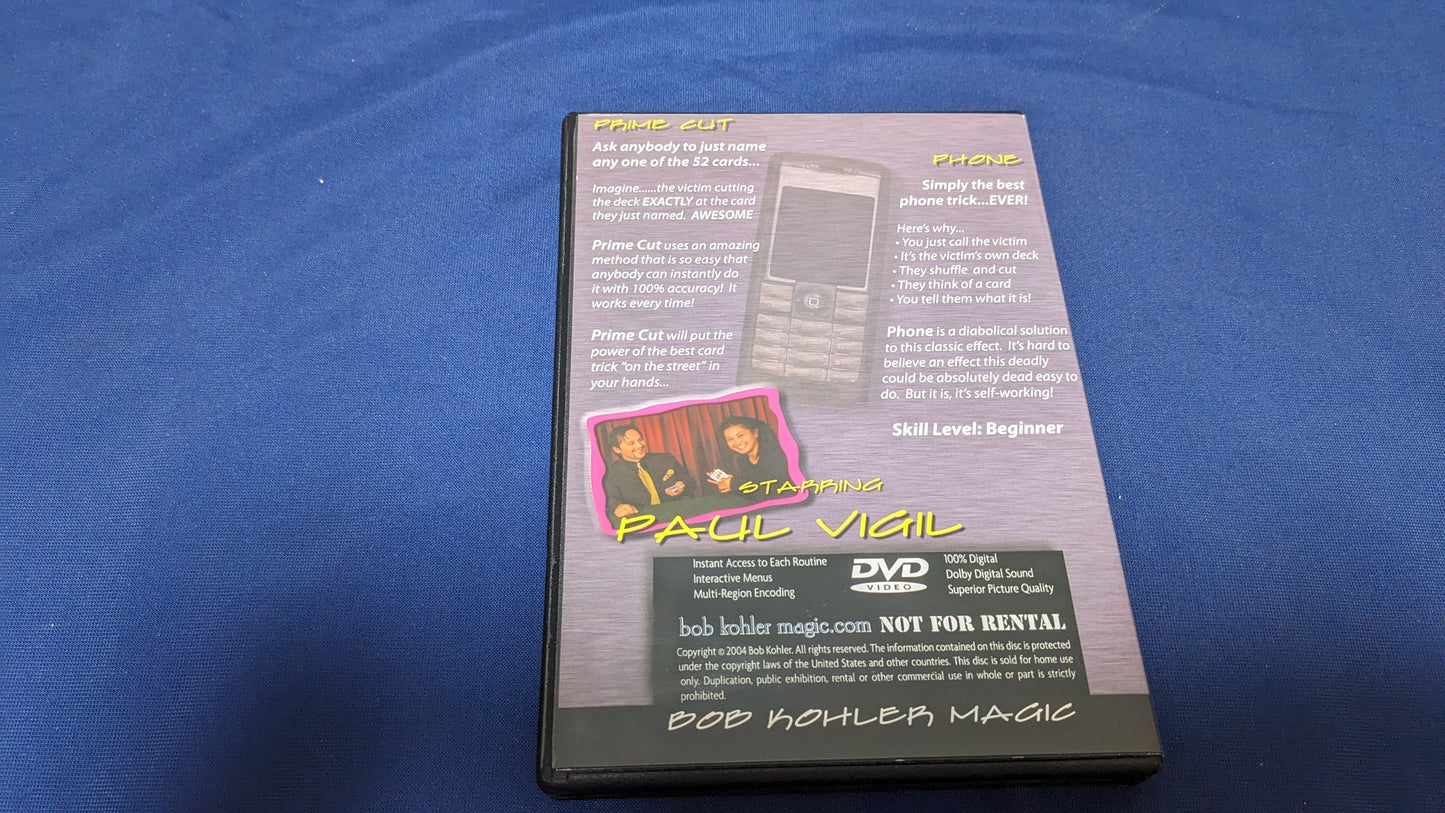 PRIME CUT
Ask anybody to just name
any one of the 52 cards...
Imagine......the victim cutting
the deck EXACTLY at the card
they just named. AWESOME
Prime Cut uses an amazing
method that is so easy that
anybody can instantly do
it with 100% accuracy! It
works every time!
Prime Cut will put the
power of the best card
trick "on the street" in
your hands...
PHONE
Simply the best
phone trick...EVER!
Here's why...
• You just call the victim
• It's the victim's own deck
• They shuffle and cut
• They think of a card
• You tell them what it is!
Phone is a diabolical solution
to this classic effect. It's hard to
believe an effect this deadly
could be absolutely dead easy to
do. But it is, it's self-working!
Skill Level: Beginner
STARRING
PAUL VIGIL
Instant Access to Each Routine
Interactive Menus
Multi-Region Encoding
DVD
VIDEO
100% Digital
Dolby Digital Sound
Superior Picture Quality
bob kohler magic.com NOT FOR RENTAL
Copyright © 2004 Bob Kohler. All rights reserved. The information contained on this disc is protected
under the copyright laws of the United States and other countries. This disc is sold for home use
only. Duplication, public exhibition, rental or other commercial use in whole or part is strictly
prohibited.
BOB KOHLER MAGIC